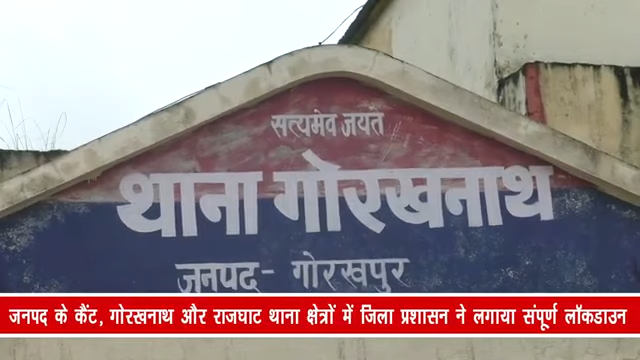 सत्यमेव जयते
थाना गोरखनाथ
जनपद- गोरखपुर
जनपद के कैंट, गोरखनाथ और राजघाट थाना क्षेत्रों में जिला प्रशासन ने लगाया संपूर्ण लॉकडाउन